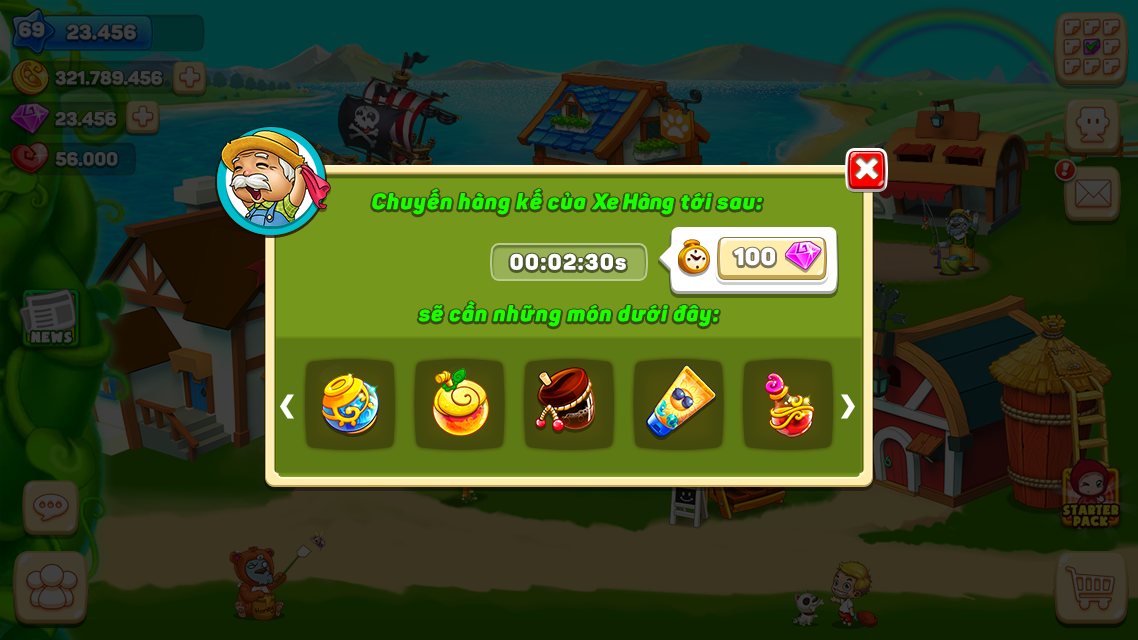 69 23.456
321.789.456
23.456
56.000
Chuyến hàng kế của Xe Hàng tới sau:
00:02:30s
100
sẽ cần những món dưới đây:
NEWS
STARTER
PACK